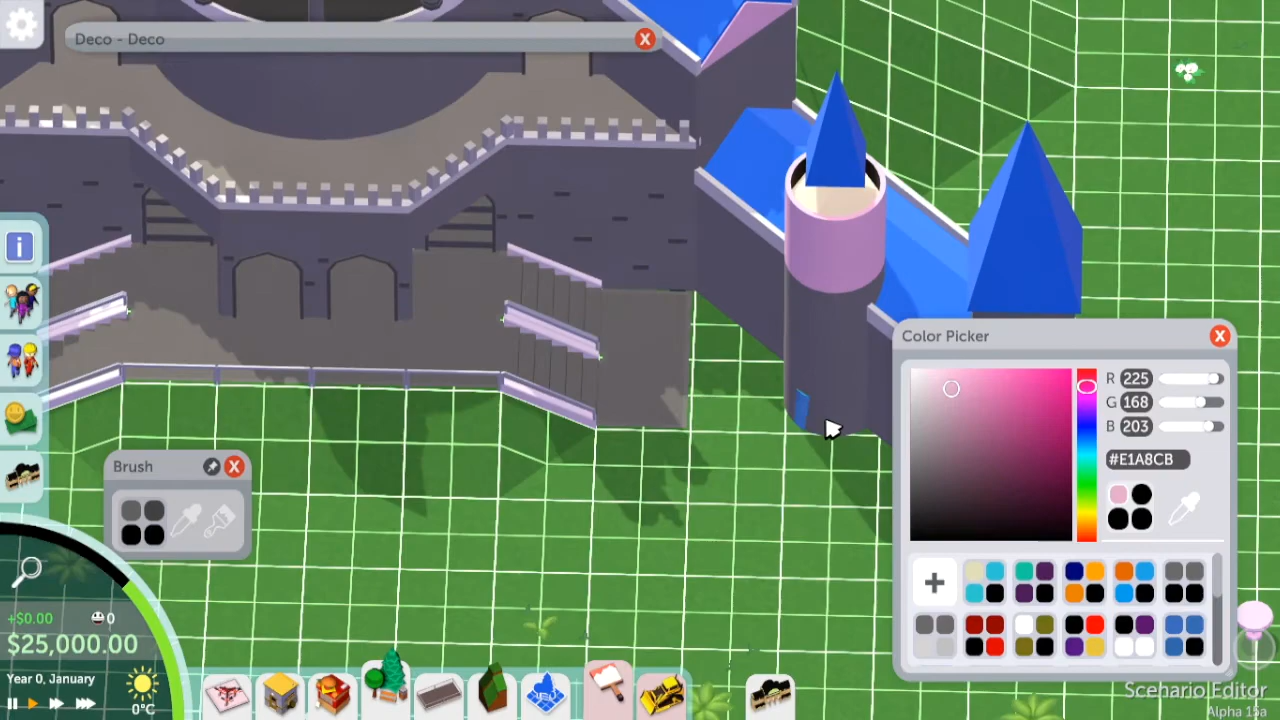 Deco - Deco
X
i
Color Picker
X
R 225
G 168
B 203
#E1A8CB
Brush
X
+
+$0.00
0
$25,000.00
Year 0, January
0°C
Scenario Editor
Alpha 15a